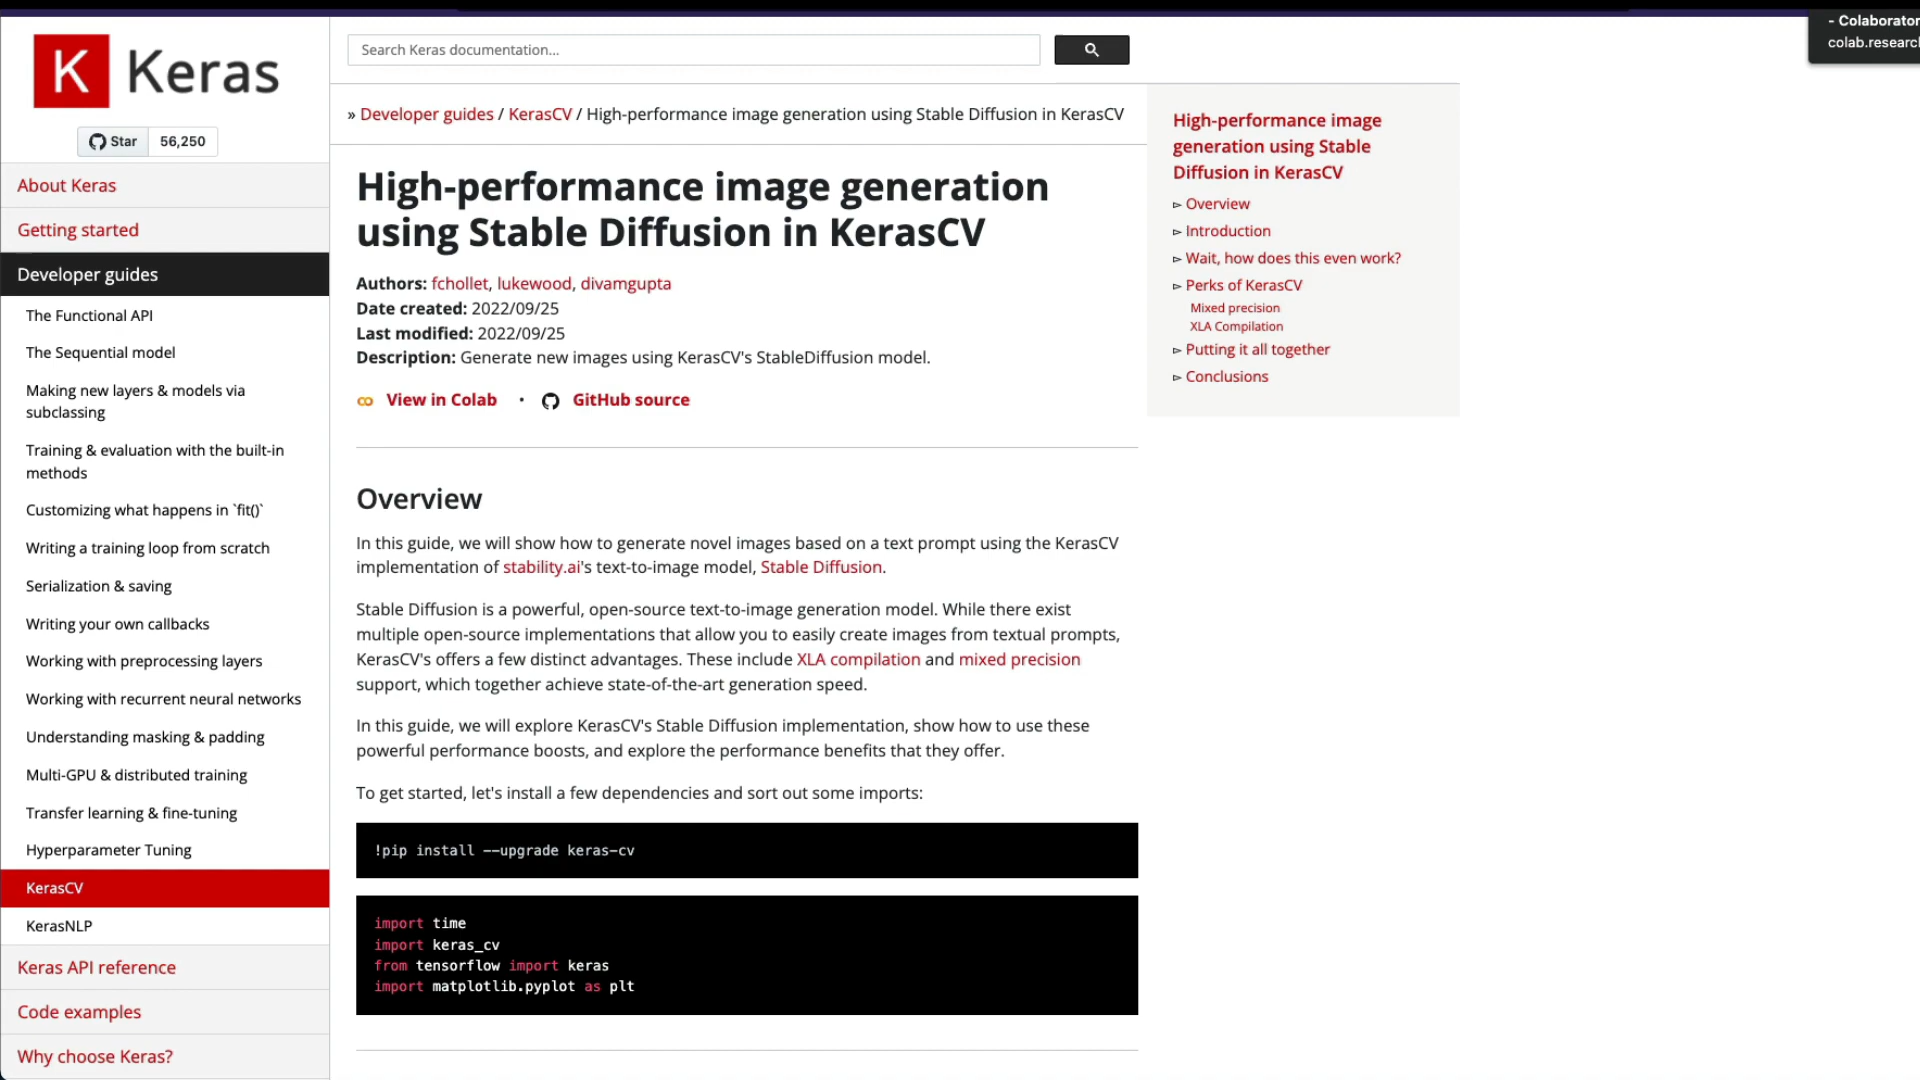 K Keras
Star 56,250
About Keras
Getting started
Developer guides
The Functional API
The Sequential model
Making new layers & models via
subclassing
Training & evaluation with the built-in
methods
Customizing what happens in `fit()`
Writing a training loop from scratch
Serialization & saving
Writing your own callbacks
Working with preprocessing layers
Working with recurrent neural networks
Understanding masking & padding
Multi-GPU & distributed training
Transfer learning & fine-tuning
Hyperparameter Tuning
KerasCV
KerasNLP
Keras API reference
Code examples
Why choose Keras?
Search Keras documentation...
» Developer guides / KerasCV / High-performance image generation using Stable Diffusion in KerasCV
High-performance image generation
using Stable Diffusion in KerasCV
Authors: fchollet, lukewood, divamgupta
Date created: 2022/09/25
Last modified: 2022/09/25
Description: Generate new images using KerasCV's StableDiffusion model.
View in Colab • GitHub source
Overview
In this guide, we will show how to generate novel images based on a text prompt using the KerasCV
implementation of stability.ai's text-to-image model, Stable Diffusion.
Stable Diffusion is a powerful, open-source text-to-image generation model. While there exist
multiple open-source implementations that allow you to easily create images from textual prompts,
KerasCV's offers a few distinct advantages. These include XLA compilation and mixed precision
support, which together achieve state-of-the-art generation speed.
In this guide, we will explore KerasCV's Stable Diffusion implementation, show how to use these
powerful performance boosts, and explore the performance benefits that they offer.
To get started, let's install a few dependencies and sort out some imports:
!pip install --upgrade keras-cv
import time
import keras_cv
from tensorflow import keras
import matplotlib.pyplot as plt
High-performance image
generation using Stable
Diffusion in KerasCV
▻ Overview
▻ Introduction
▻ Wait, how does this even work?
▻ Perks of KerasCV
Mixed precision
XLA Compilation
▻ Putting it all together
▻ Conclusions
- Colaborator
colab.research